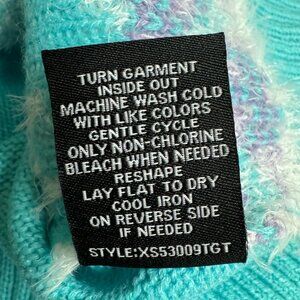 TURN GARMENT
INSIDE OUT
MACHINE WASH COLD
WITH LIKE COLORS
GENTLE CYCLE
ONLY NON-CHLORINE
BLEACH WHEN NEEDED
RESHAPE
LAY FLAT TO DRY
COOL IRON
ON REVERSE SIDE
IF NEEDED
STYLE:XS53009TGT